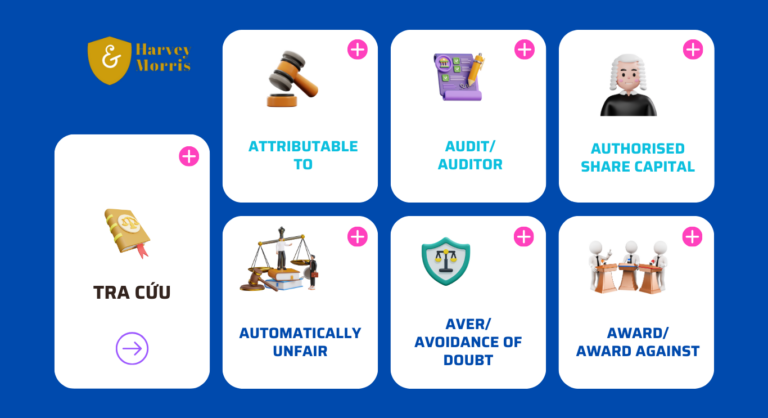 &
Harvey
Morris
TRA CỨU
ATTRIBUTABLE
TO
AUDIT/
AUDITOR
AUTHORISED
SHARE CAPITAL
AUTOMATICALLY
UNFAIR
AVER/
AVOIDANCE OF
DOUBT
AWARD/
AWARD AGAINST